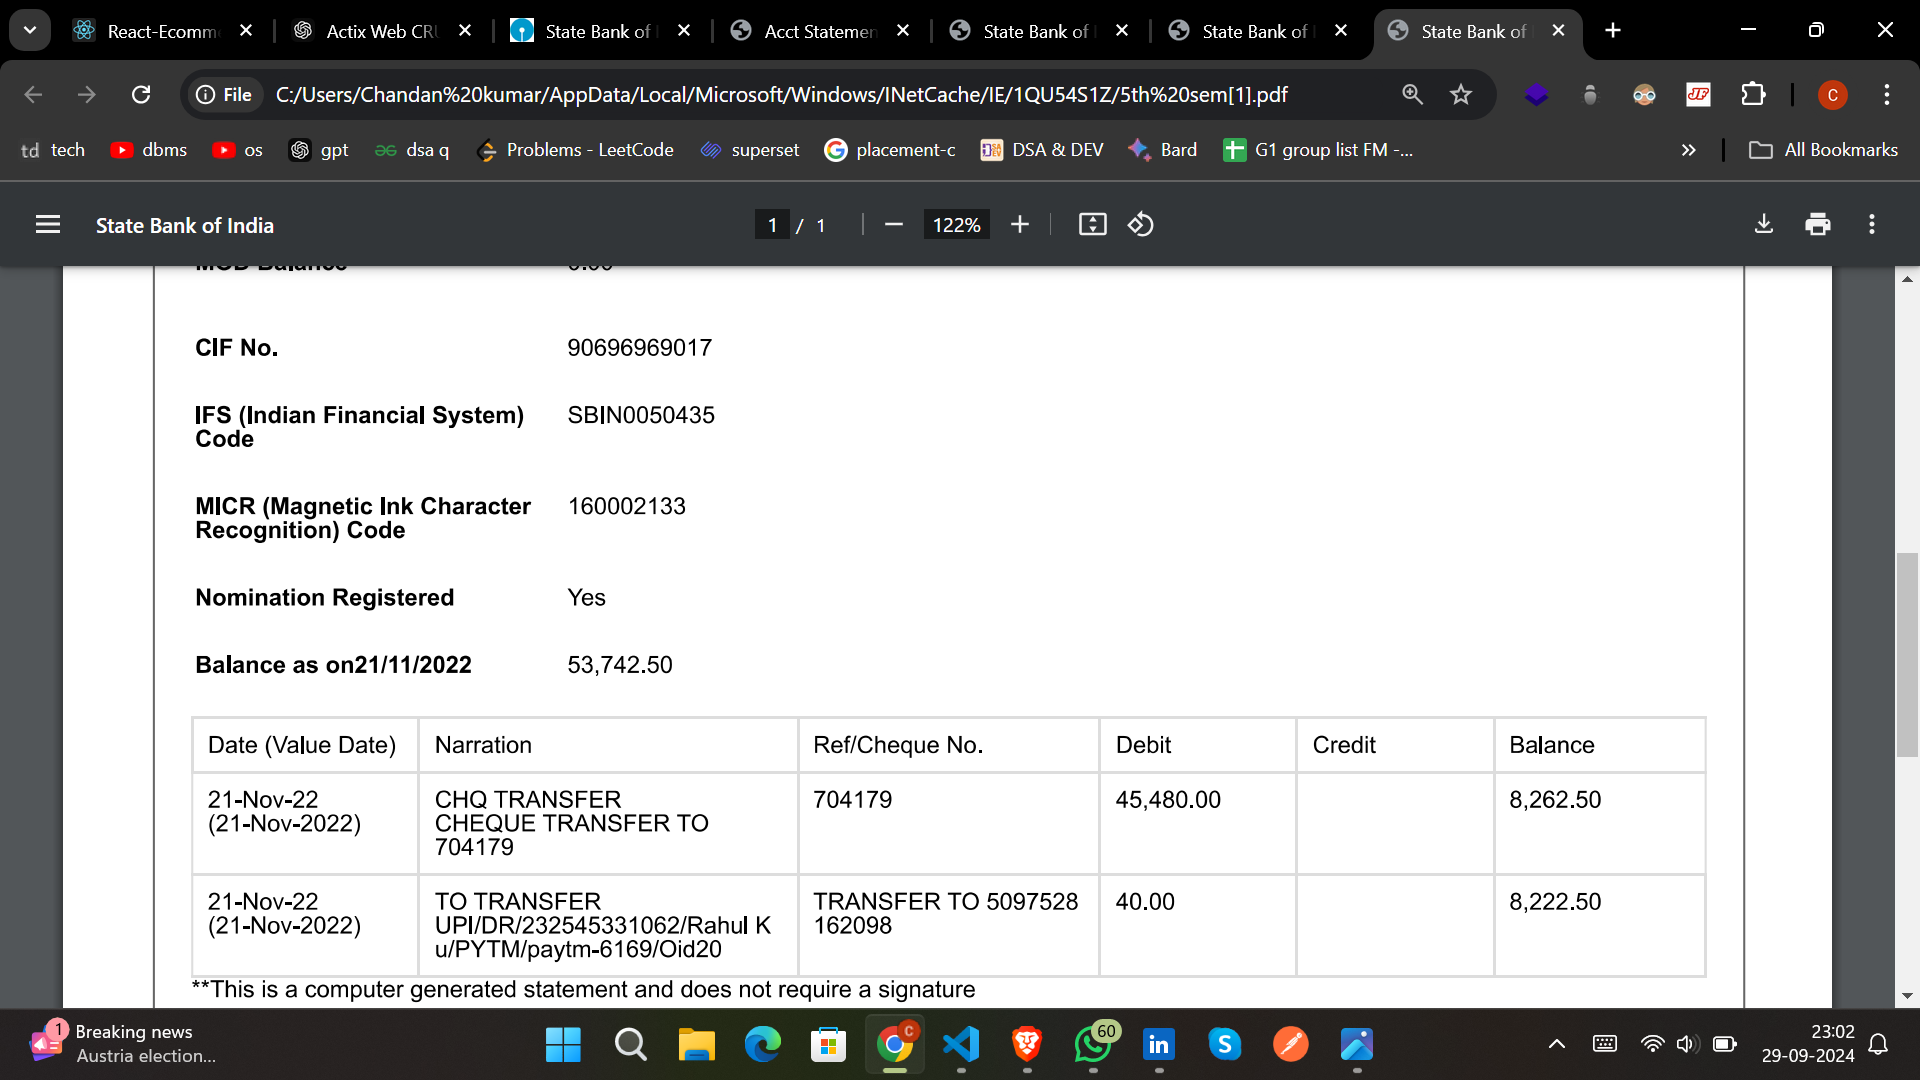 React-Ecomm
Actix Web CRU
State Bank of I
Acct Statemen
State Bank of I
State Bank of I
State Bank of I
File
C:/Users/Chandan%20kumar/AppData/Local/Microsoft/Windows/INetCache/IE/1QU54S1Z/5th%20sem[1].pdf
C
td tech
dbms
os
gpt
dsa q
Problems - LeetCode
superset
placement-c
DSA & DEV
Bard
G1 group list FM -...
All Bookmarks
State Bank of India
1 / 1
122%
MOD Balance 0.00
CIF No. 90696969017
IFS (Indian Financial System) SBIN0050435
Code
MICR (Magnetic Ink Character 160002133
Recognition) Code
Nomination Registered Yes
Balance as on21/11/2022 53,742.50
Date (Value Date) Narration Ref/Cheque No. Debit Credit Balance
21-Nov-22 CHQ TRANSFER 704179 45,480.00 8,262.50
(21-Nov-2022) CHEQUE TRANSFER TO
704179
21-Nov-22 TO TRANSFER TRANSFER TO 5097528 40.00 8,222.50
(21-Nov-2022) UPI/DR/232545331062/Rahul K 162098
u/PYTM/paytm-6169/Oid20
**This is a computer generated statement and does not require a signature
1
Breaking news
Austria election...
C
60
in
S
23:02
29-09-2024